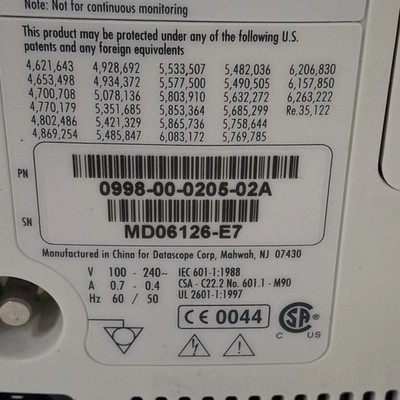 Note: Not for continuous monitoring
This product may be protected under any of the following U.S.
patents and any foreign equivalents
4,621,643 4,928,692 5,533,507 5,482,036 6,206,830
4,653,498 4,934,372 5,577,500 5,490,505 6,157,850
4,700,708 5,078,136 5,803,910 5,632,272 6,263,222
4,770,179 5,351,685 5,853,364 5,685,299 Re.35,122
4,802,486 5,421,329 5,865,736 5,758,644
4,869,254 5,485,847 6,083,172 5,769,785
PN
0998-00-0205-02A
SN
MD06126-E7
Manufactured in China for Datascope Corp, Mahwah, NJ 07430
V 100 - 240~ IEC 601-1:1988
A 0.7 - 0.4 CSA - C22.2 No. 601.1 - M90
Hz 60 / 50 UL 2601-1:1997
CE 0044
SA
C US